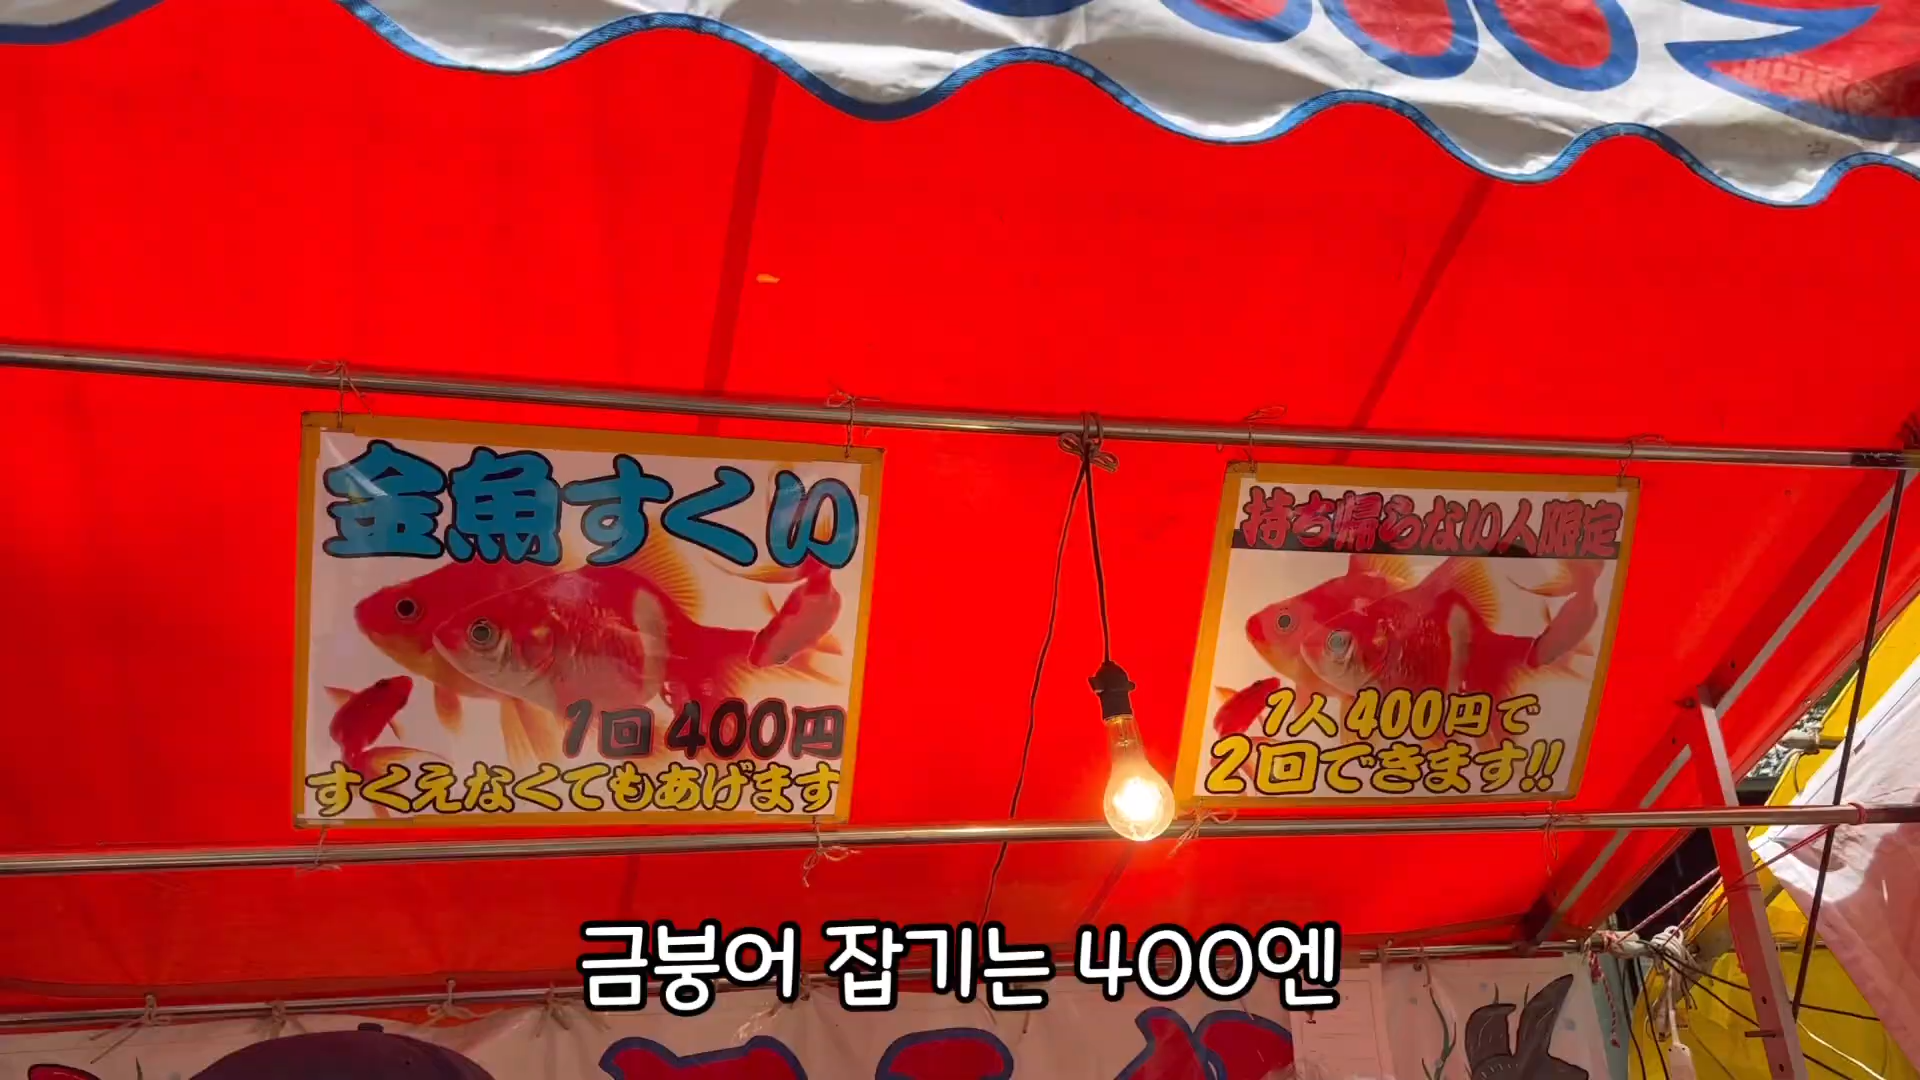 金魚すくい
1回400円
すくえなくてもあげます
持ち帰らない人限定
1人400円で
2回できます!!
금붕어 잡기는 400엔